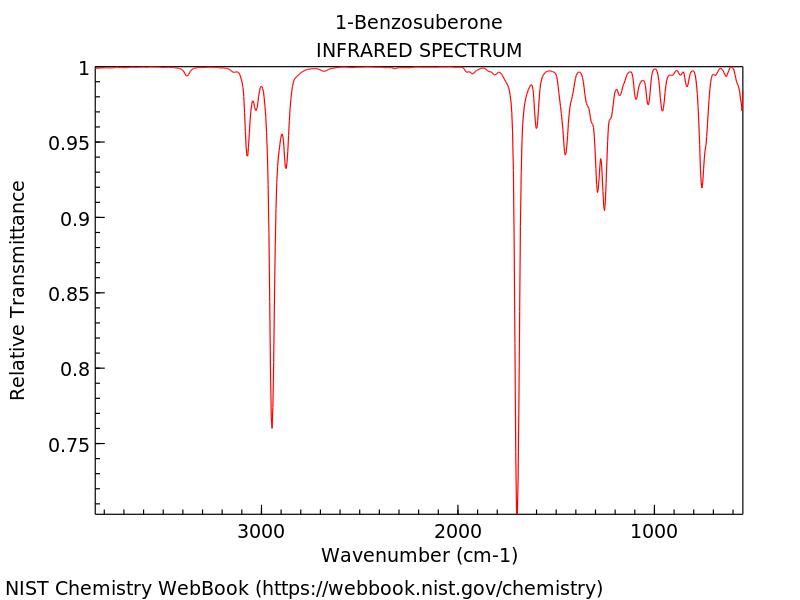 1-Benzosuberone
INFRARED SPECTRUM
1
0.95
0.9
0.85
0.8
0.75
Relative Transmittance
3000 2000 1000
Wavenumber (cm-1)
NIST Chemistry WebBook (https://webbook.nist.gov/chemistry)